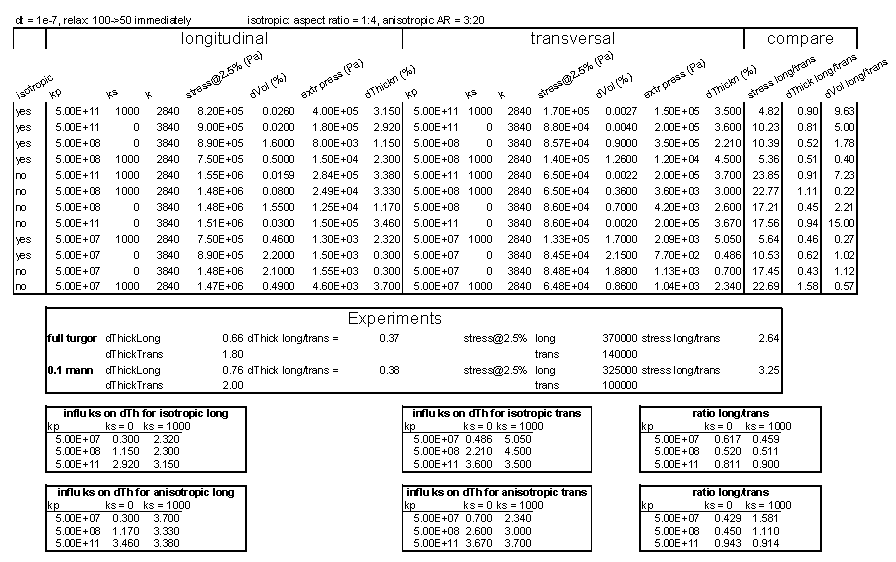 dt = 1e-7, relax 100->50 immediately isotropic: aspect ratio = 1:4, anisotropic AR = 3:20
longitudinal transversal compare
isotropic kp ks k stress@2.5% (Pa) dVol (%) extr press (Pa) dThickn (%) kp ks k stress@2.5% (Pa) dVol (%) extr press (Pa) dThickn (%) stress long/trans dThick long/trans dVol long/trans
yes 5.00E+11 1000 2840 8.20E+05 0.0260 4.00E+05 3.150 5.00E+11 1000 2840 1.70E+05 0.0027 1.50E+05 3.500 4.82 0.90 9.63
yes 5.00E+11 0 3840 9.00E+05 0.0200 1.80E+05 2.920 5.00E+11 0 3840 8.80E+04 0.0040 2.00E+05 3.600 10.23 0.81 5.00
yes 5.00E+08 0 3840 8.90E+05 1.6000 8.00E+03 1.150 5.00E+08 0 3840 8.57E+04 0.9000 3.50E+05 2.210 10.39 0.52 1.78
yes 5.00E+08 1000 2840 7.50E+05 0.5000 1.50E+04 2.300 5.00E+08 1000 2840 1.40E+05 1.2600 1.20E+04 4.500 5.36 0.51 0.40
no 5.00E+11 1000 2840 1.55E+06 0.0159 2.84E+05 3.380 5.00E+11 1000 2840 6.50E+04 0.0022 2.00E+05 3.700 23.85 0.91 7.23
no 5.00E+08 1000 2840 1.48E+06 0.0800 2.49E+04 3.330 5.00E+08 1000 2840 6.50E+04 0.3600 3.60E+03 3.000 22.77 1.11 0.22
no 5.00E+08 0 3840 1.48E+06 1.5500 1.25E+04 1.170 5.00E+08 0 3840 8.60E+04 0.7000 4.20E+03 2.600 17.21 0.45 2.21
no 5.00E+11 0 3840 1.51E+06 0.0300 1.50E+05 3.460 5.00E+11 0 3840 8.60E+04 0.0020 2.00E+05 3.670 17.56 0.94 15.00
yes 5.00E+07 1000 2840 7.50E+05 0.4600 1.30E+03 2.320 5.00E+07 1000 2840 1.33E+05 1.7000 2.09E+03 5.050 5.64 0.46 0.27
yes 5.00E+07 0 3840 8.90E+05 2.2000 1.50E+03 0.300 5.00E+07 0 3840 8.45E+04 2.1500 7.70E+02 0.486 10.53 0.62 1.02
no 5.00E+07 0 3840 1.48E+06 2.1000 1.55E+03 0.300 5.00E+07 0 3840 8.48E+04 1.8800 1.13E+03 0.700 17.45 0.43 1.12
no 5.00E+07 1000 2840 1.47E+06 0.4900 4.60E+03 3.700 5.00E+07 1000 2840 6.48E+04 0.8600 1.04E+03 2.340 22.69 1.58 0.57
Experiments
full turgor dThickLong 0.66 dThick long/trans = 0.37 stress@2.5% long 370000 stress long/trans 2.64
dThickTrans 1.80 trans 140000
0.1 mann dThickLong 0.76 dThick long/trans = 0.38 stress@2.5% long 325000 stress long/trans 3.25
dThickTrans 2.00 trans 100000
influ ks on dTh for isotropic long influ ks on dTh for isotropic trans ratio long/trans
kp ks = 0 ks = 1000 kp ks = 0 ks = 1000 kp ks = 0 ks = 1000
5.00E+07 0.300 2.320 5.00E+07 0.486 5.050 5.00E+07 0.617 0.459
5.00E+08 1.150 2.300 5.00E+08 2.210 4.500 5.00E+08 0.520 0.511
5.00E+11 2.920 3.150 5.00E+11 3.600 3.500 5.00E+11 0.811 0.900
influ ks on dTh for anisotropic long influ ks on dTh for anisotropic trans ratio long/trans
kp ks = 0 ks = 1000 kp ks = 0 ks = 1000 kp ks = 0 ks = 1000
5.00E+07 0.300 3.700 5.00E+07 0.700 2.340 5.00E+07 0.429 1.581
5.00E+08 1.170 3.330 5.00E+08 2.600 3.000 5.00E+08 0.450 1.110
5.00E+11 3.460 3.380 5.00E+11 3.670 3.700 5.00E+11 0.943 0.914